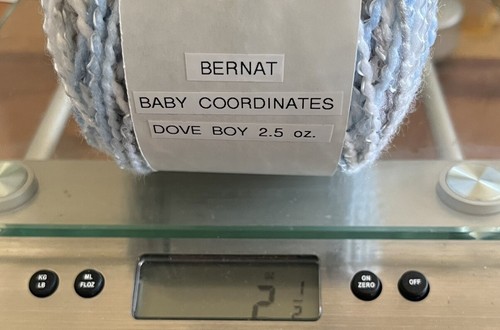 BERNAT
BABY COORDINATES
DOVE BOY 2.5 oz.
KG
LB
ML
FLOZ
ON
ZERO
OFF